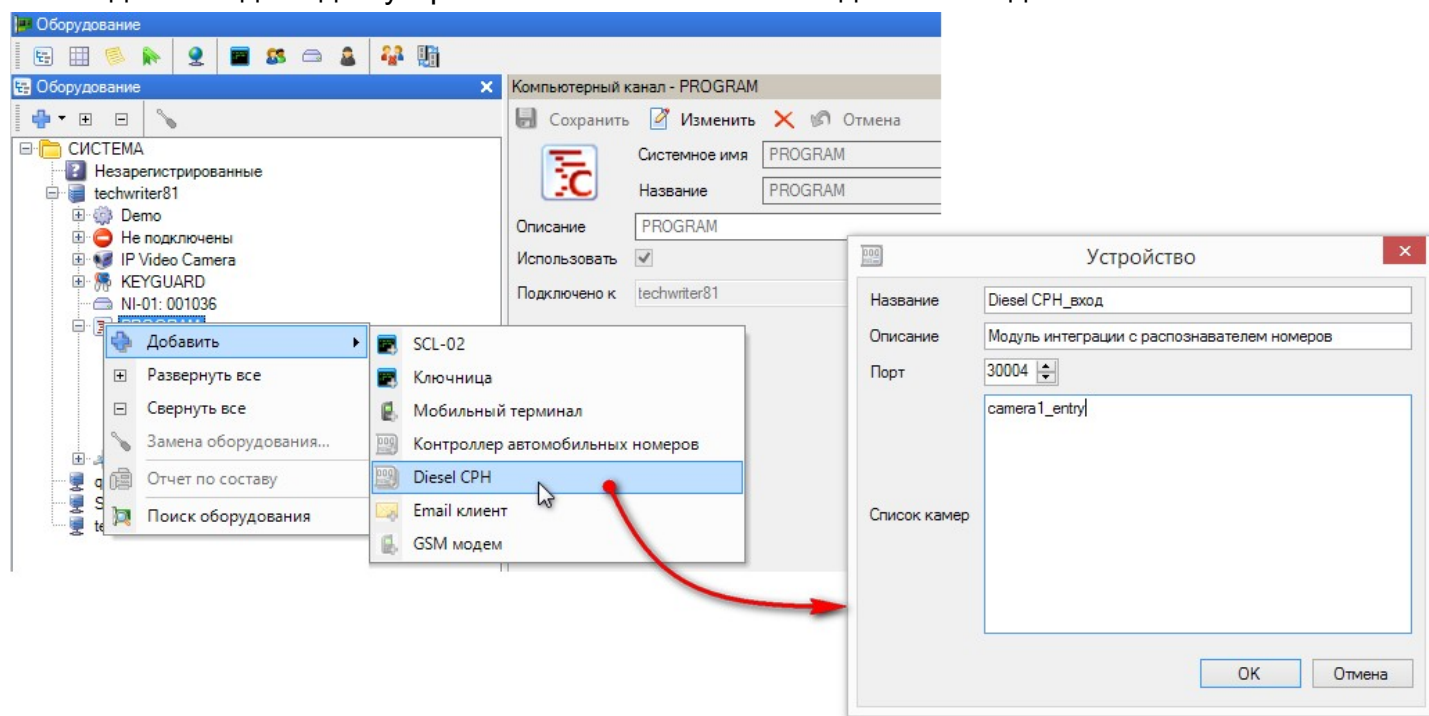 Оборудование
Оборудование
СИСТЕМА
Незарегистрированные
techwriter81
Demo
Не подключены
IP Video Camera
KEYGUARD
NI-01: 001036
Компьютерный канал - PROGRAM
Сохранить Изменить Отмена
Системное имя PROGRAM
Название PROGRAM
Описание PROGRAM
Использовать
Подключено к techwriter81
Добавить
Развернуть все
Свернуть все
Замена оборудования...
Отчет по составу
Поиск оборудования
SCL-02
Ключница
Мобильный терминал
Контроллер автомобильных номеров
Diesel CPH
Email клиент
GSM модем
Устройство
Название Diesel CPH_вход
Описание Модуль интеграции с распознавателем номеров
Порт 30004
camera1_entry
Список камер
OK Отмена